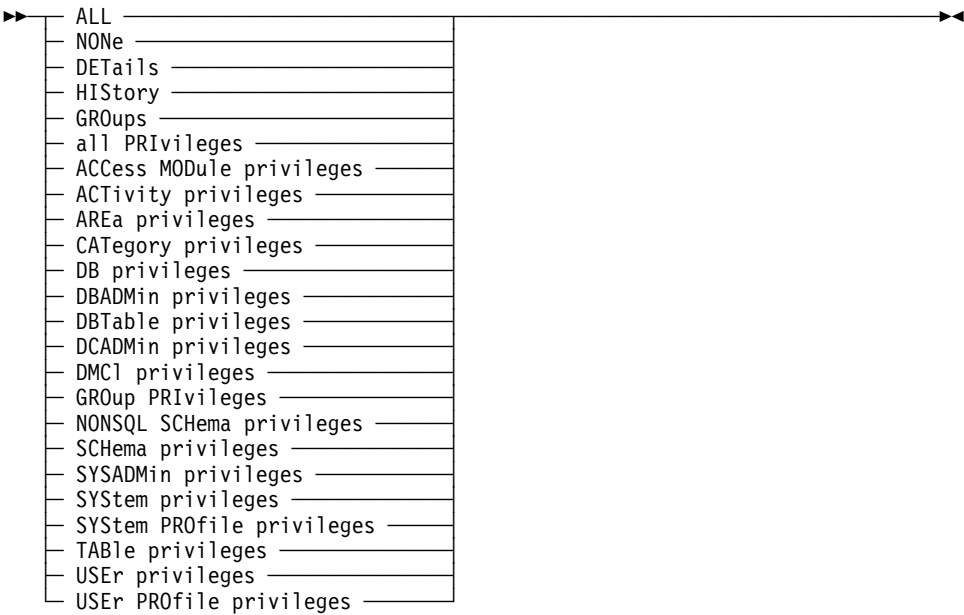 ALL
NONe
DETails
HIStory
GROups
all PRIvileges
ACCess MODule privileges
ACTivity privileges
AREa privileges
CATegory privileges
DB privileges
DBADMin privileges
DBTable privileges
DCADMin privileges
DMCl privileges
GROup PRIvileges
NONSQL SCHema privileges
SCHema privileges
SYSADMin privileges
SYStem privileges
SYStem PROfile privileges
TABle privileges
USEr privileges
USEr PROfile privileges